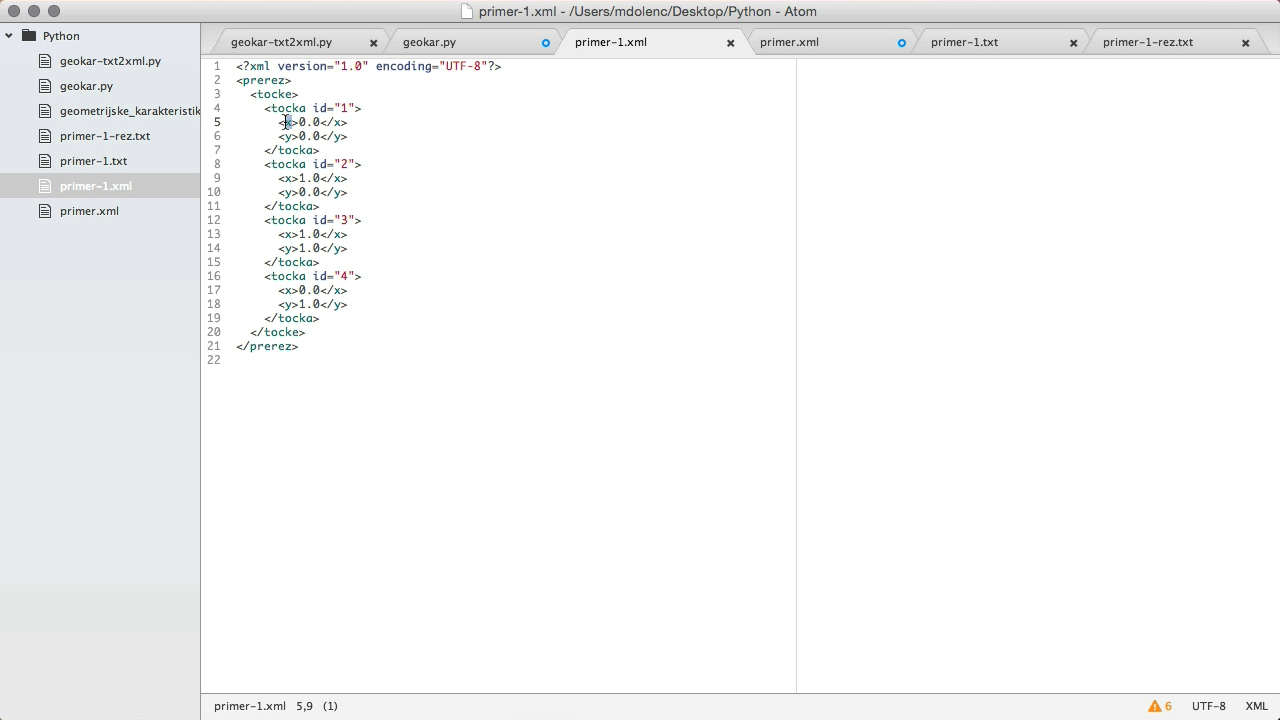 primer-1.xml - /Users/mdolenc/Desktop/Python - Atom
Python
geokar-txt2xml.py
geokar.py
geometrijske_karakteristik
primer-1-rez.txt
primer-1.txt
primer-1.xml
primer.xml
geokar-txt2xml.py
geokar.py
primer-1.xml
primer.xml
primer-1.txt
primer-1-rez.txt
1 <?xml version="1.0" encoding="UTF-8"?>
2 <prerez>
3 <tocke>
4 <tocka id="1">
5 <x>0.0</x>
6 <y>0.0</y>
7 </tocka>
8 <tocka id="2">
9 <x>1.0</x>
10 <y>0.0</y>
11 </tocka>
12 <tocka id="3">
13 <x>1.0</x>
14 <y>1.0</y>
15 </tocka>
16 <tocka id="4">
17 <x>0.0</x>
18 <y>1.0</y>
19 </tocka>
20 </tocke>
21 </prerez>
22
primer-1.xml 5,9 (1)
6 UTF-8 XML